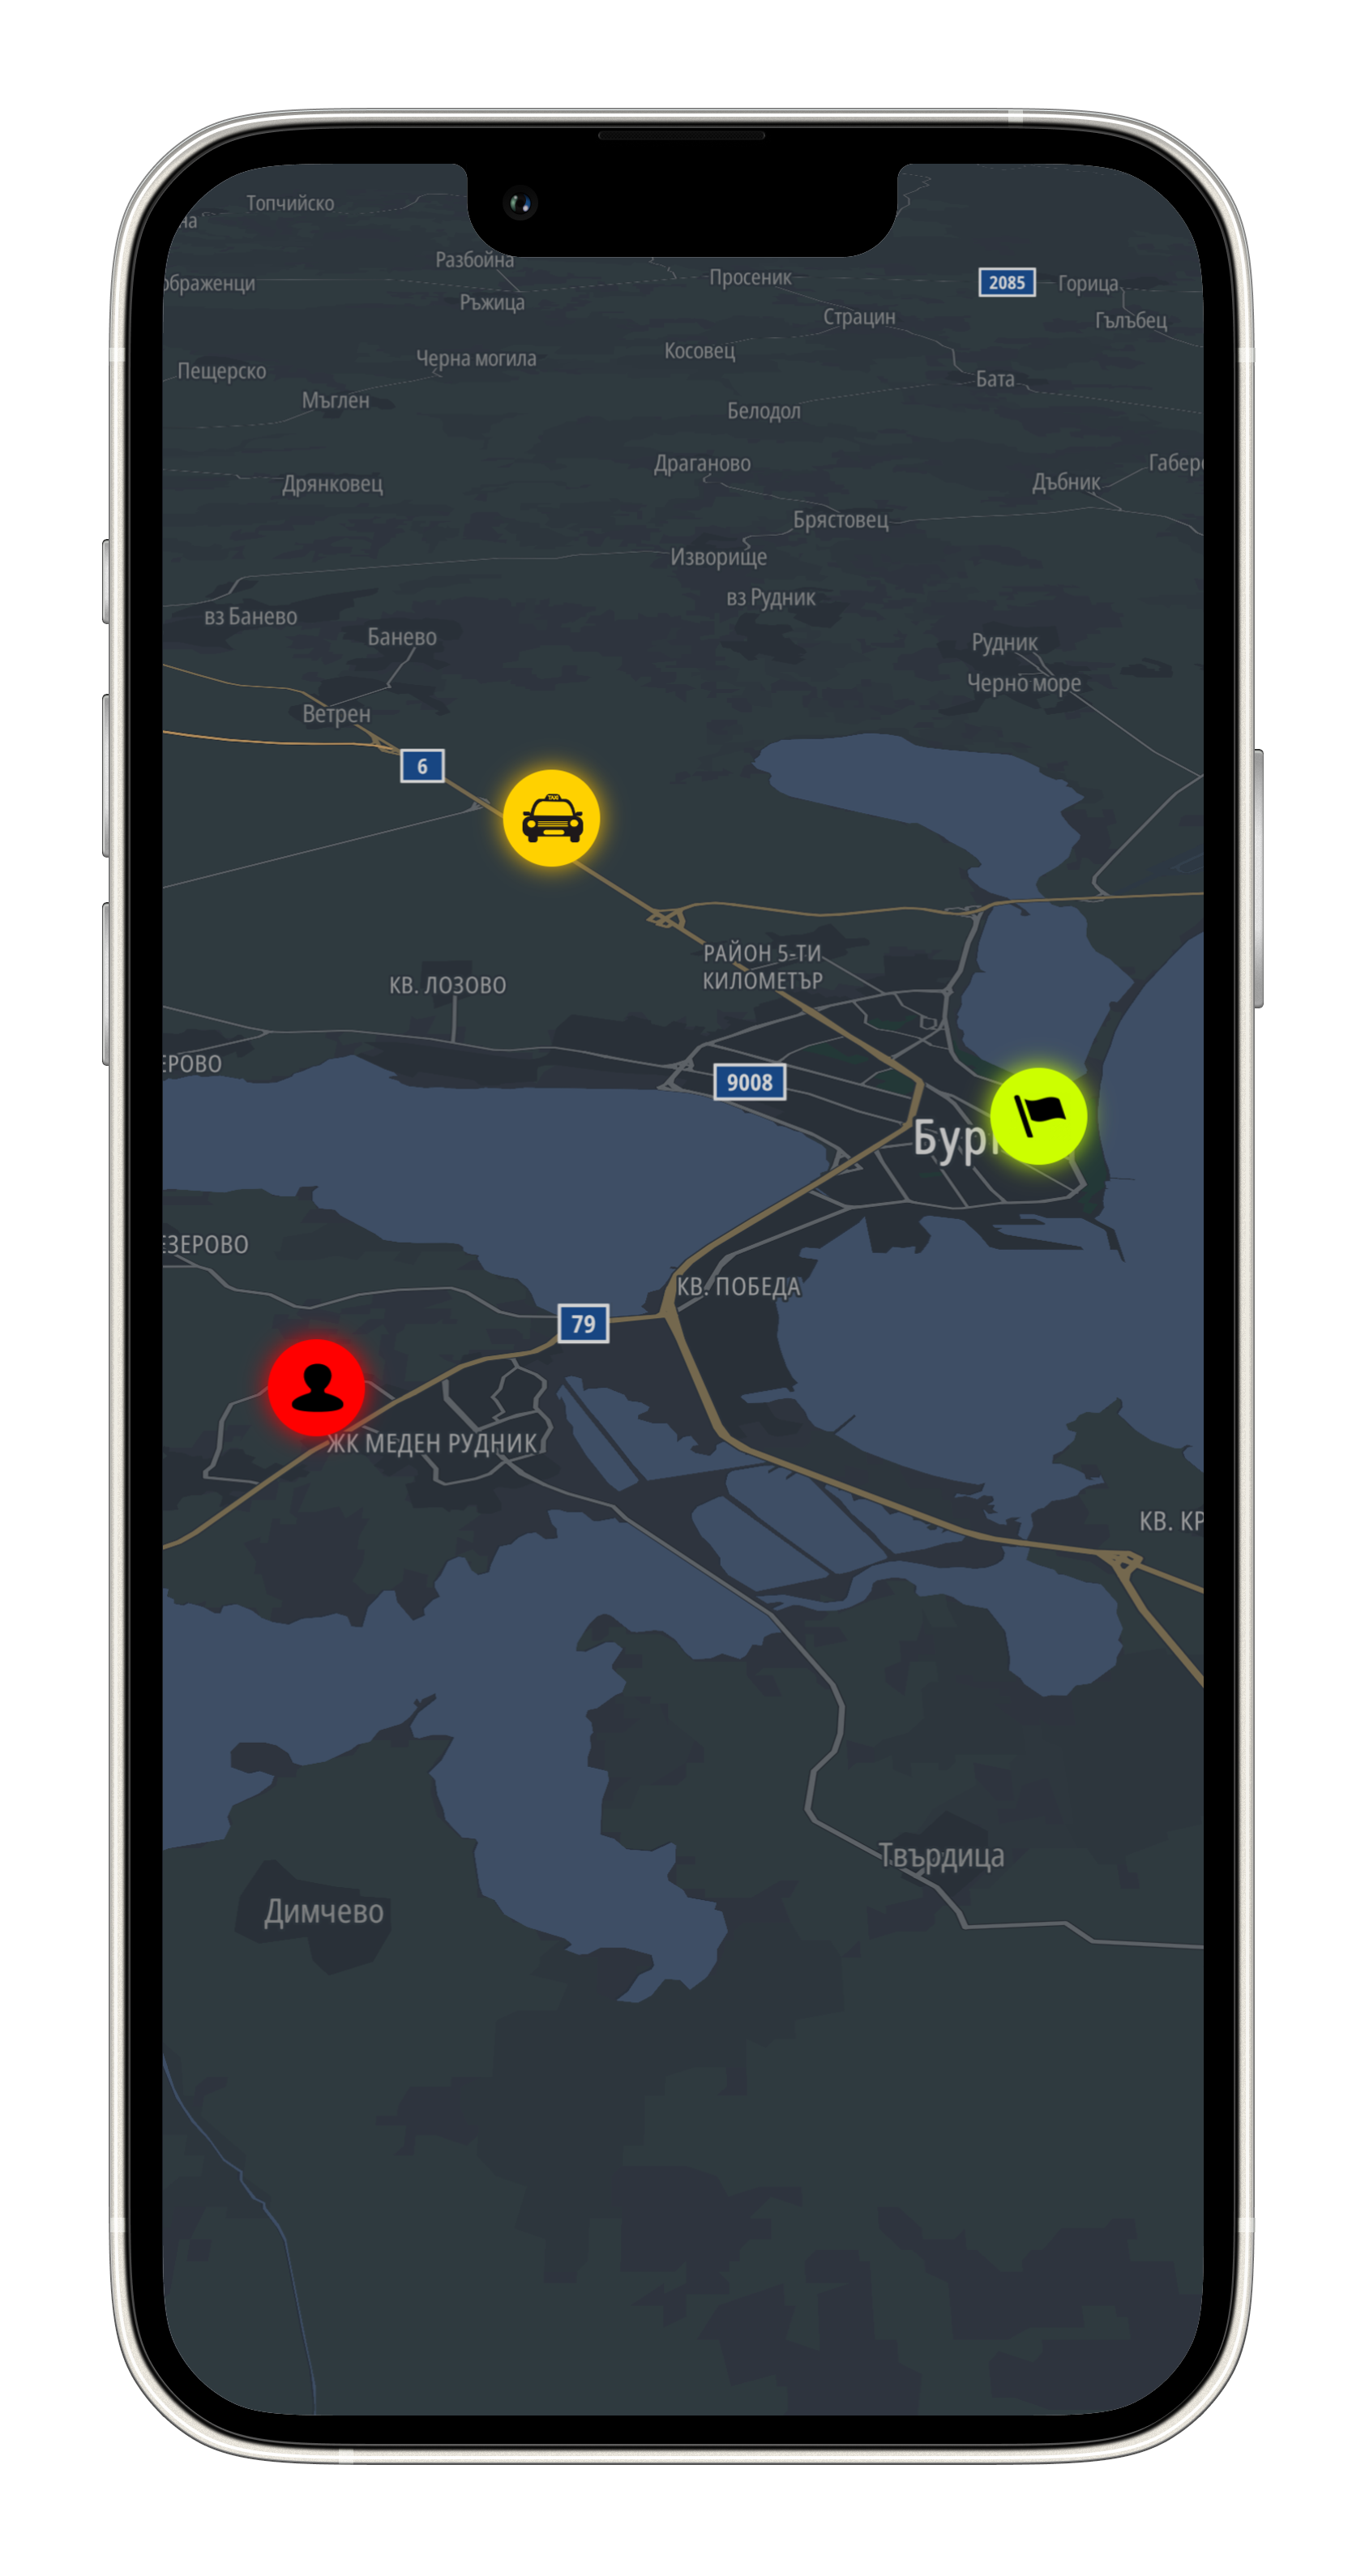 Топчийско
на
Разбойна
Просеник
2085
Горица
ображенци
Ръжица
Страцин
Гълъбец
Косовец
Черна могила
Пещерско
Бата
Мъглен
Белодол
Драганово
Габер
Дрянковец
Дъбник
Брястовец
Изворище
вз Рудник
вз Банево
Банево
Рудник
Черно море
Ветрен
6
TAXI
РАЙОН 5-ТИ
КИЛОМЕТЪР
КВ. ЛОЗОВО
ЕРОВО
9008
Бур
ЕЗЕРОВО
КВ. ПОБЕДА
79
ЖК МЕДЕН РУДНИК
КВ. КР
Твърдица
Димчево